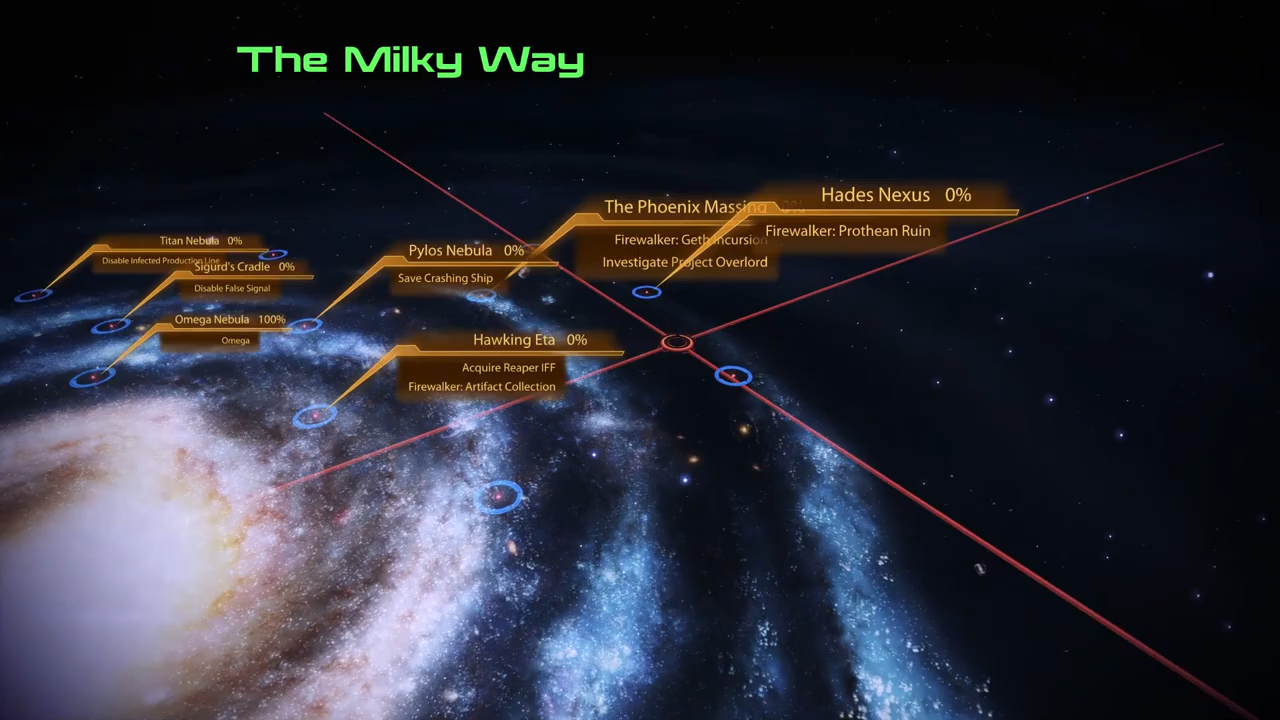 The Milky Way
Hades Nexus 0%
Firewalker: Prothean Ruin
The Phoenix Massing 0%
Firewalker: Geth Incursion
Investigate Project Overlord
Titan Nebula 0%
Disable Infected Production Line
Sigurd's Cradle 0%
Disable False Signal
Pylos Nebula 0%
Save Crashing Ship
Omega Nebula 100%
Omega
Hawking Eta 0%
Acquire Reaper IFF
Firewalker: Artifact Collection